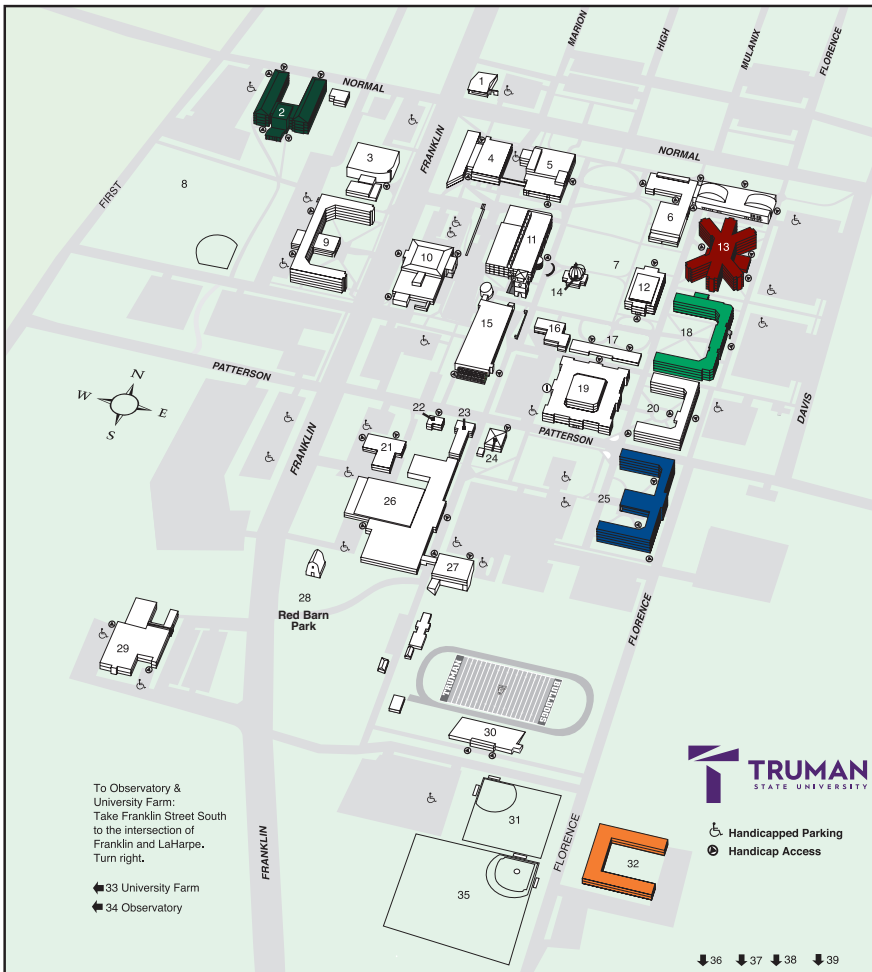 MARION
HIGH
MULANIX
FLORENCE
NORMAL
1
2
FRANKLIN
3
4
5
NORMAL
FIRST
8
6
9
10
11
7
13
14
12
15
16
17
18
PATTERSON
19
20
DAVIS
N
W
E
S
22
23
PATTERSON
24
FRANKLIN
21
26
25
27
28
Red Barn
Park
FLORENCE
29
TRUMAN
BULLDOGS
30
TRUMAN
STATE UNIVERSITY
To Observatory &
University Farm:
Take Franklin Street South
to the intersection of
Franklin and LaHarpe.
Turn right.
33 University Farm
34 Observatory
FRANKLIN
31
FLORENCE
32
35
Handicapped Parking
Handicap Access
36 37 38 39